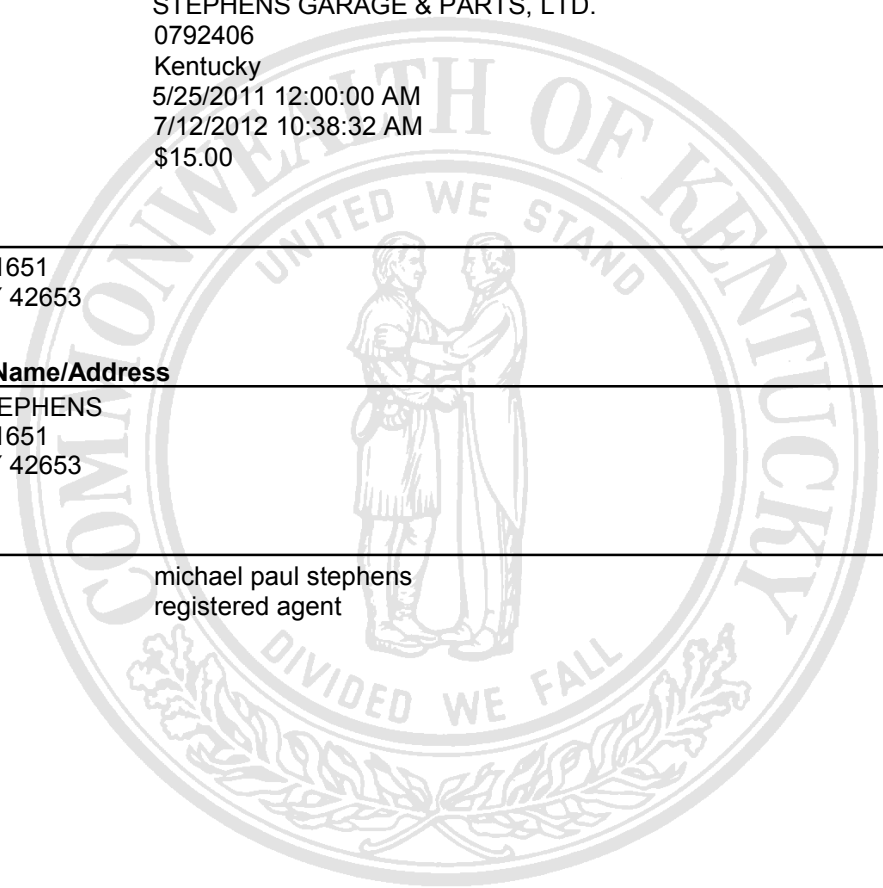 STEPHENS GARAGE & PARTS, LTD.
0792406
Kentucky
5/25/2011 12:00:00 AM
7/12/2012 10:38:32 AM
$15.00
1651
42653
Name/Address
EPHENS
1651
42653
michael paul stephens
registered agent
COMMONWEALTH OF KENTUCKY
UNITED WE STAND
DIVIDED WE FALL